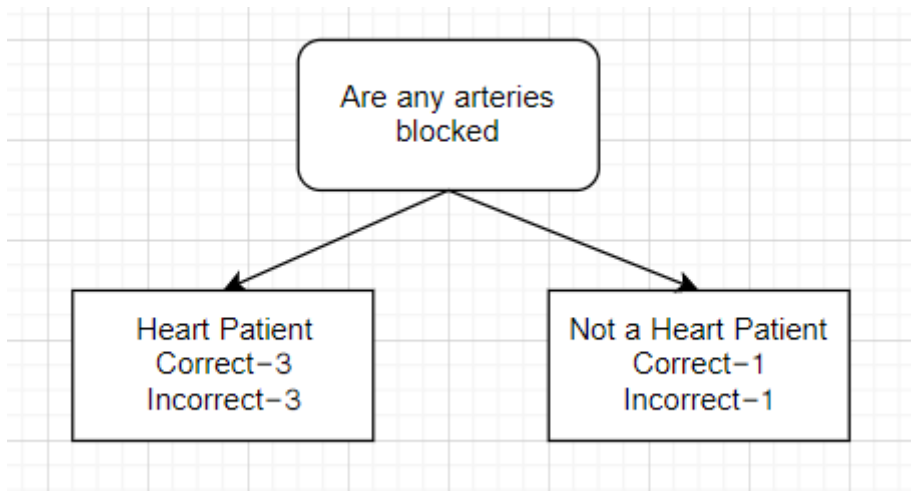 Are any arteries
blocked
Heart Patient
Correct-3
Incorrect-3
Not a Heart Patient
Correct-1
Incorrect-1